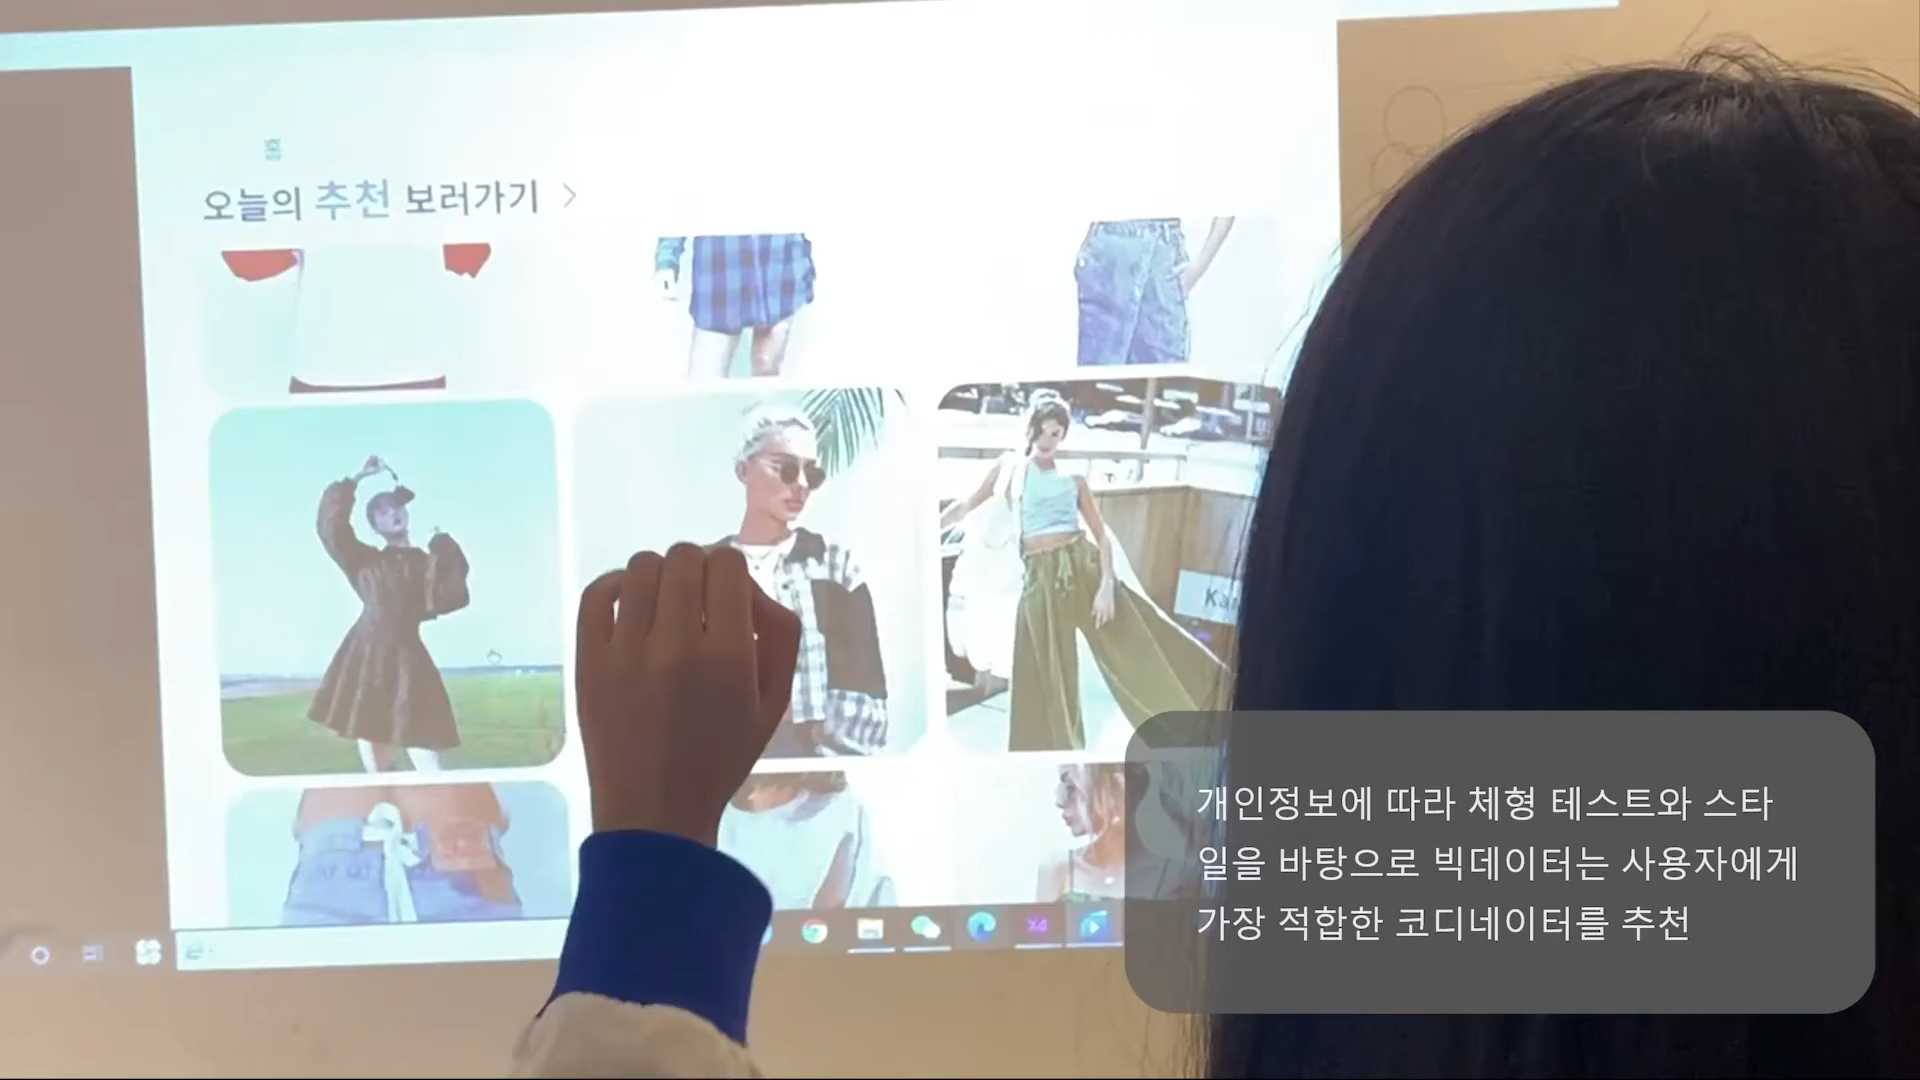 홈
오늘의 추천 보러가기 >
개인정보에 따라 체형 테스트와 스타
일을 바탕으로 빅데이터는 사용자에게
가장 적합한 코디네이터를 추천
Xd